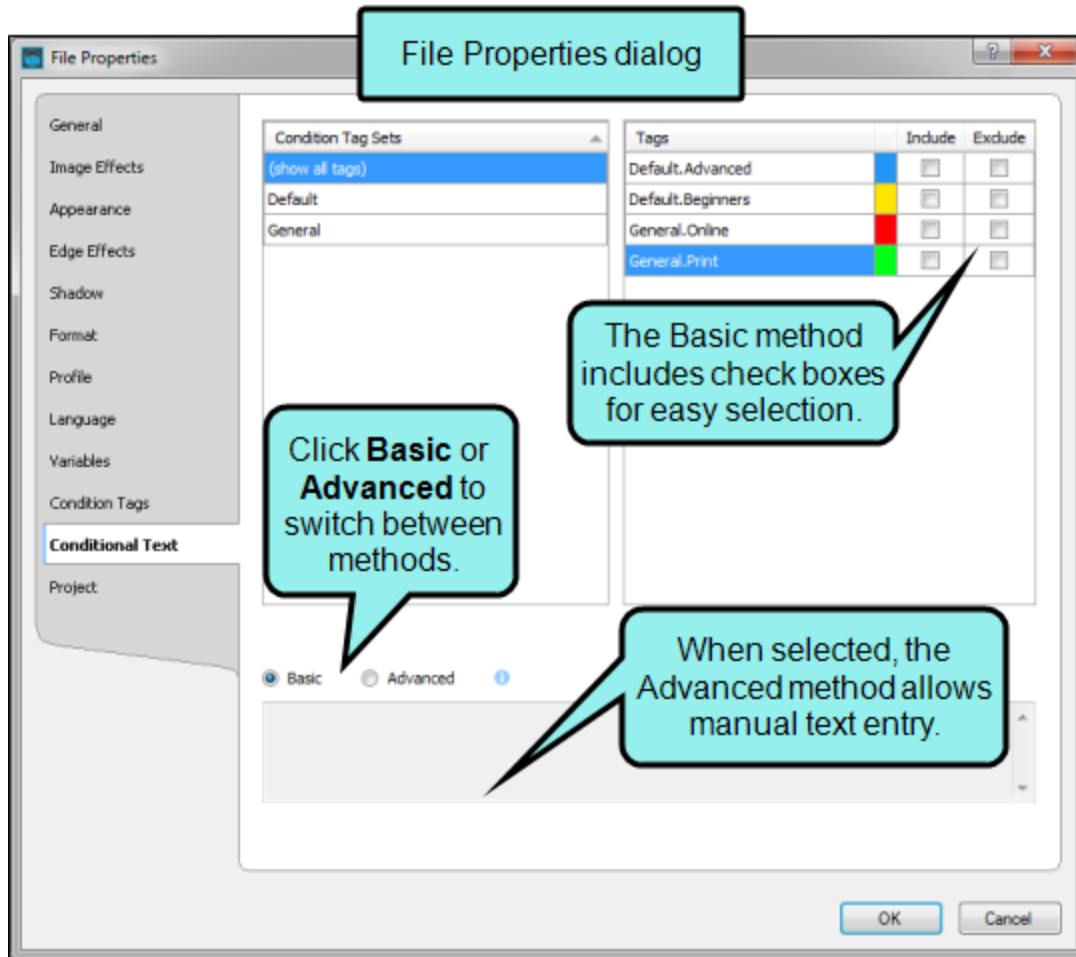 File Properties dialog
File Properties
General
Image Effects
Appearance
Edge Effects
Shadow
Format
Profile
Language
Variables
Condition Tags
Conditional Text
Project
Condition Tag Sets
(show all tags)
Default
General
Tags Include Exclude
Default.Advanced
Default.Beginners
General.Online
General.Print
The Basic method
includes check boxes
for easy selection.
Click Basic or
Advanced to
switch between
methods.
When selected, the
Advanced method allows
manual text entry.
Basic Advanced
OK Cancel